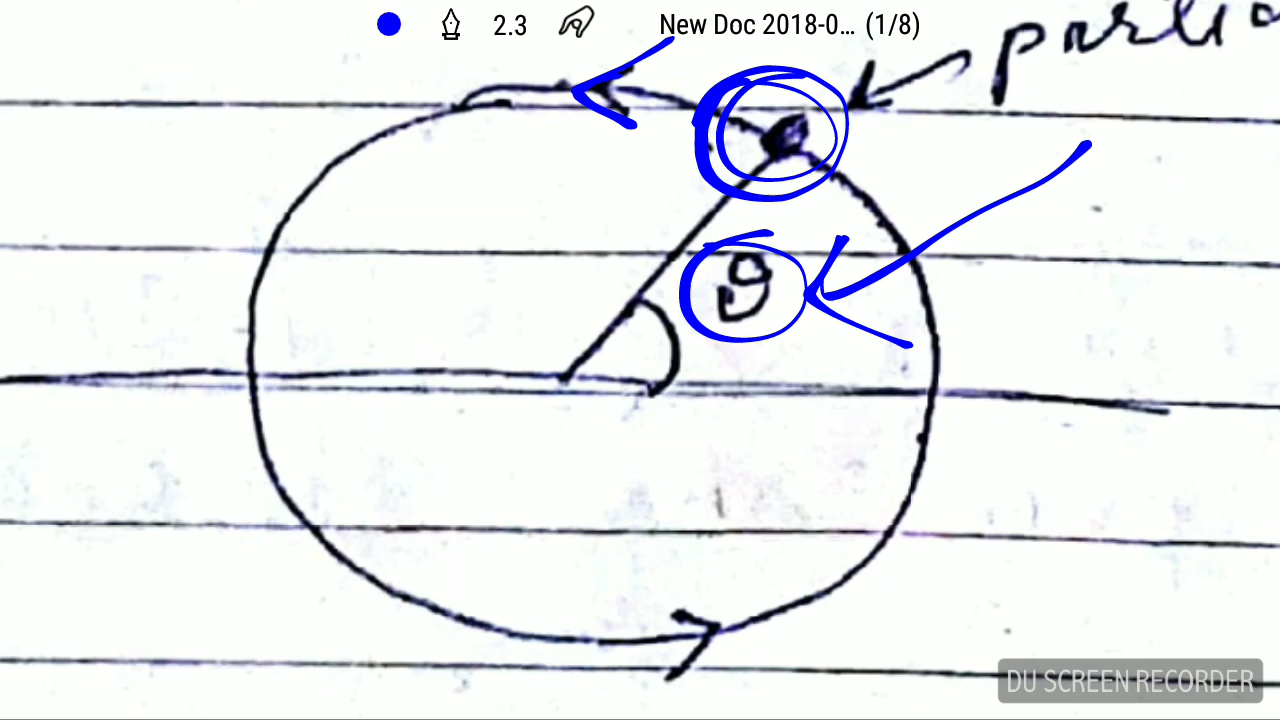 2.3 New Doc 2018-0... (1/8)
θ
DU SCREEN RECORDER